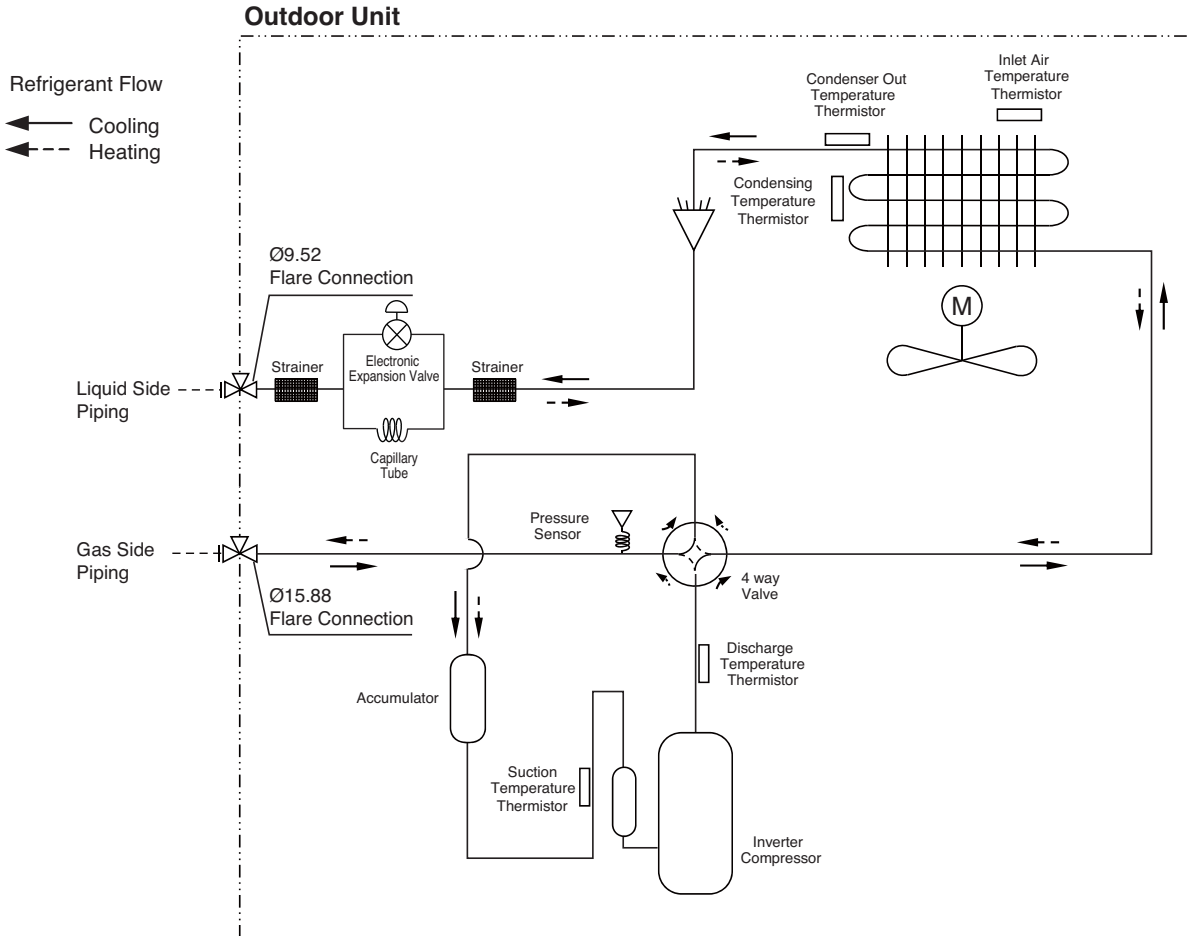 Outdoor Unit
Refrigerant Flow
Cooling
Heating
Condenser Out
Temperature
Thermistor
Inlet Air
Temperature
Thermistor
Condensing
Temperature
Thermistor
Ø9.52
Flare Connection
M
Strainer
Electronic
Expansion Valve
Strainer
Liquid Side
Piping
Capillary
Tube
Pressure
Sensor
Gas Side
Piping
4 way
Valve
Ø15.88
Flare Connection
Discharge
Temperature
Thermistor
Accumulator
Suction
Temperature
Thermistor
Inverter
Compressor